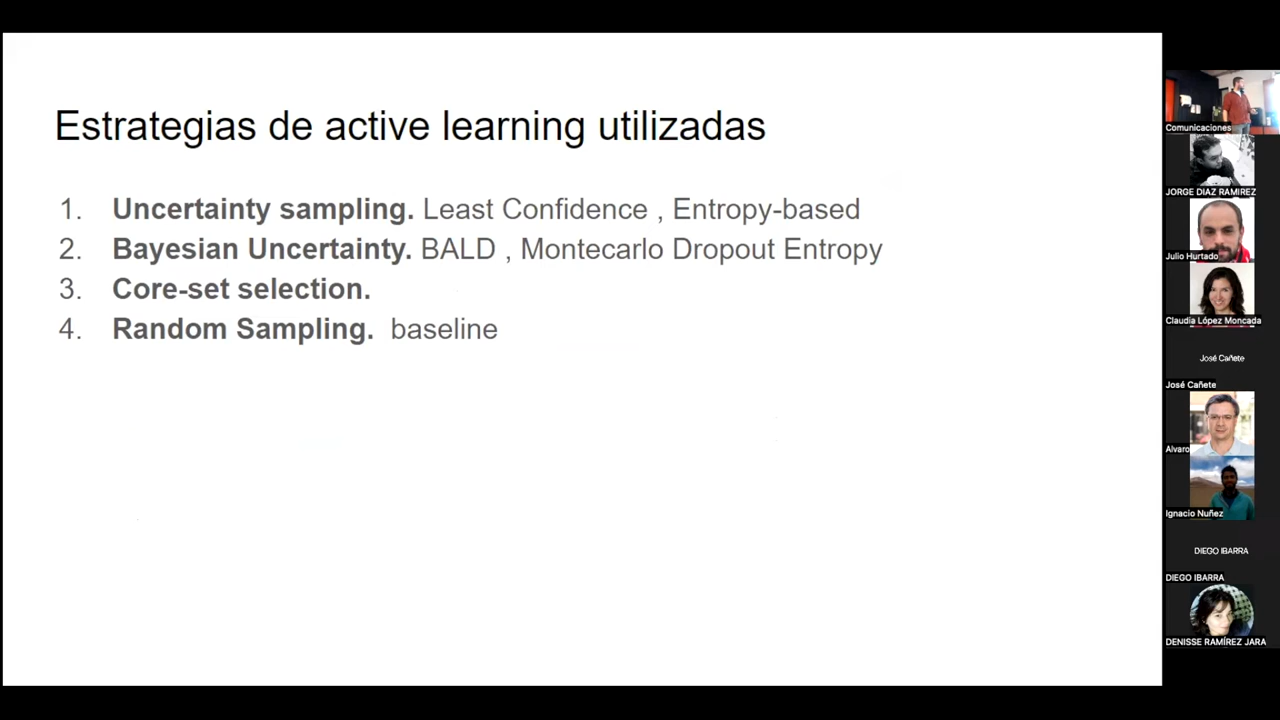 Estrategias de active learning utilizadas
1. Uncertainty sampling. Least Confidence , Entropy-based
2. Bayesian Uncertainty. BALD , Montecarlo Dropout Entropy
3. Core-set selection.
4. Random Sampling. baseline
Comunicaciones
JORGE DIAZ RAMIREZ
Julio Hurtado
Claudia López Moncada
José Cañete
José Cañete
Alvaro
Ignacio Nuñez
DIEGO IBARRA
DIEGO IBARRA
DENISSE RAMÍREZ JARA